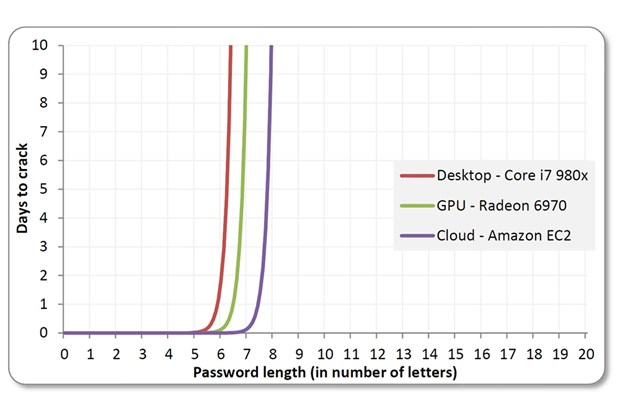 10
9
8
7
6
5
4
3
2
1
0
Days to crack
Desktop - Core i7 980x
GPU - Radeon 6970
Cloud - Amazon EC2
0 1 2 3 4 5 6 7 8 9 10 11 12 13 14 15 16 17 18 19 20
Password length (in number of letters)